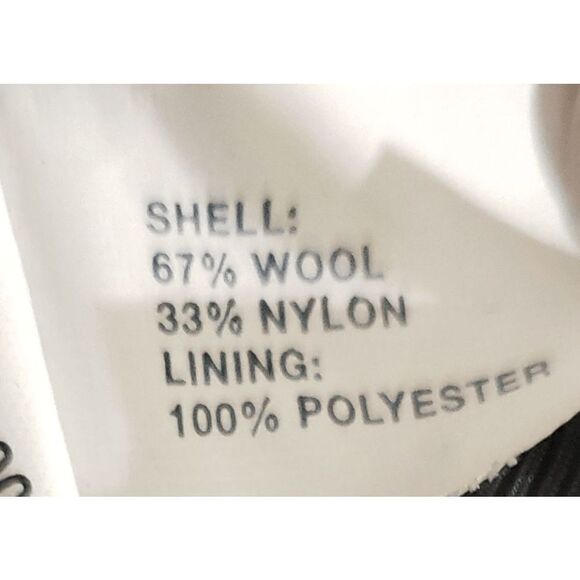 SHELL:
67% WOOL
33% NYLON
LINING:
100% POLYESTER